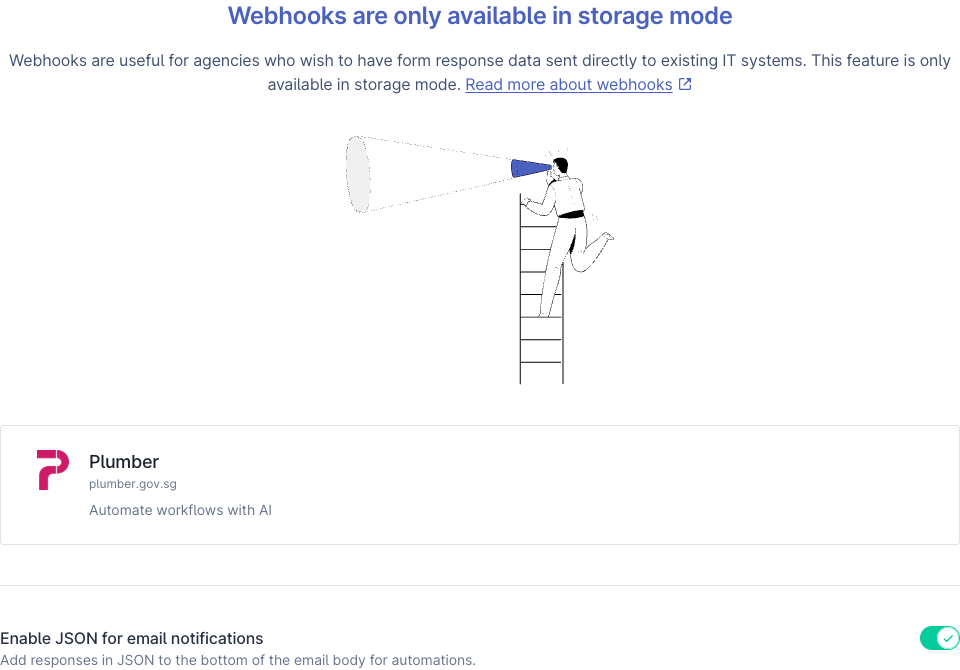 Webhooks are only available in storage mode
Webhooks are useful for agencies who wish to have form response data sent directly to existing IT systems. This feature is only
available in storage mode. Read more about webhooks
Plumber
plumber.gov.sg
Automate workflows with AI
Enable JSON for email notifications
Add responses in JSON to the bottom of the email body for automations.